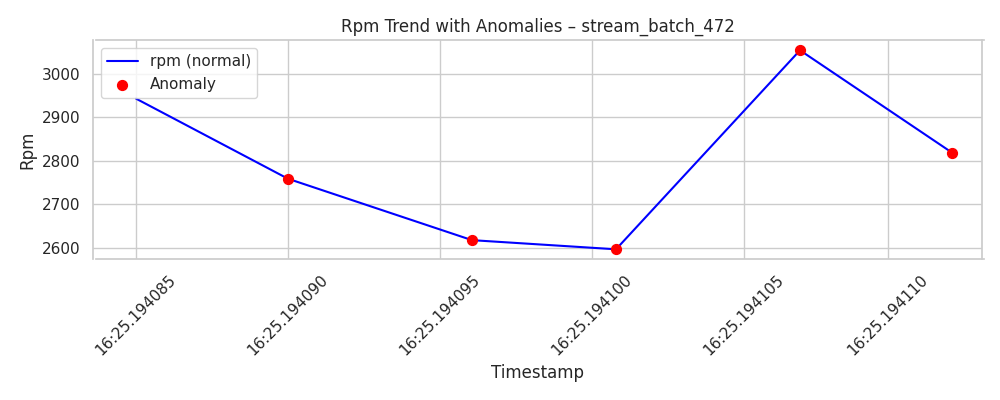 Rpm Trend with Anomalies – stream_batch_472
rpm (normal)
Anomaly
Rpm
3000
2900
2800
2700
2600
16:25.194085
16:25.194090
16:25.194095
16:25.194100
16:25.194105
16:25.194110
Timestamp